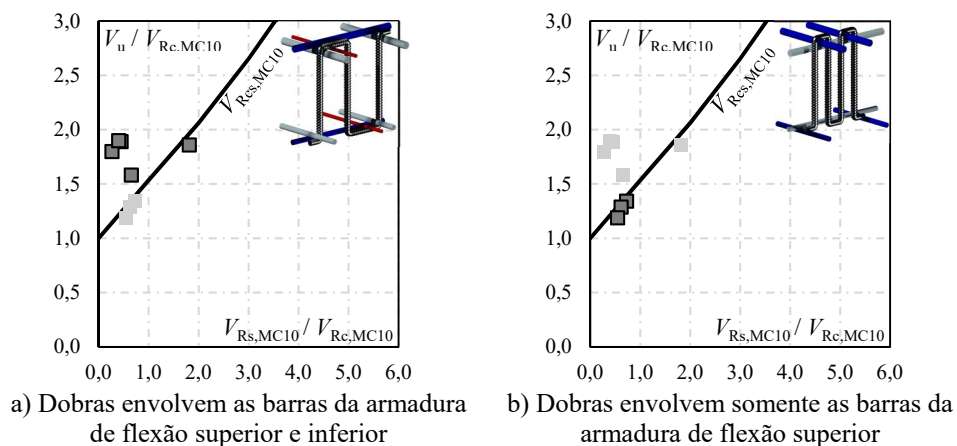 3,0
2,5
2,0
1,5
1,0
0,5
0,0
V_u / V_Rc,MC10
V_Rcs,MC10
V_Rs,MC10 / V_Rc,MC10
0,0 1,0 2,0 3,0 4,0 5,0 6,0
a) Dobras envolvem as barras da armadura
de flexão superior e inferior
3,0
2,5
2,0
1,5
1,0
0,5
0,0
V_u / V_Rc,MC10
V_Rcs,MC10
V_Rs,MC10 / V_Rc,MC10
0,0 1,0 2,0 3,0 4,0 5,0 6,0
b) Dobras envolvem somente as barras da
armadura de flexão superior